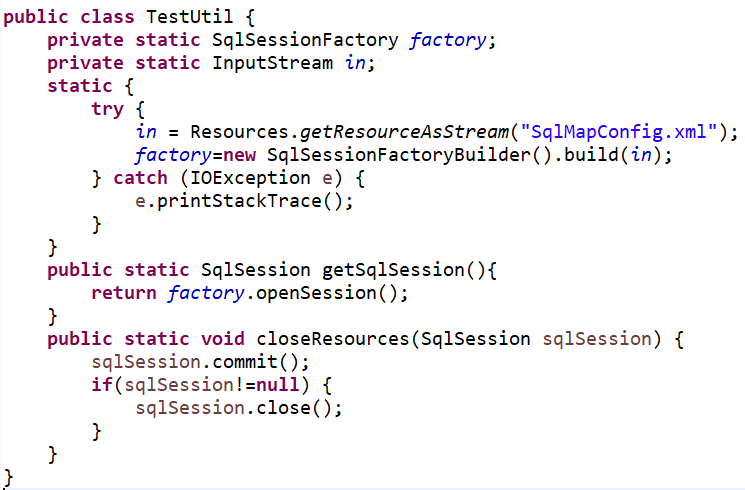 public class TestUtil {
    private static SqlSessionFactory factory;
    private static InputStream in;
    static {
        try {
            in = Resources.getResourceAsStream("SqlMapConfig.xml");
            factory=new SqlSessionFactoryBuilder().build(in);
        } catch (IOException e) {
            e.printStackTrace();
        }
    }
    public static SqlSession getSqlSession(){
        return factory.openSession();
    }
    public static void closeResources(SqlSession sqlSession) {
        sqlSession.commit();
        if(sqlSession!=null) {
            sqlSession.close();
        }
    }
}